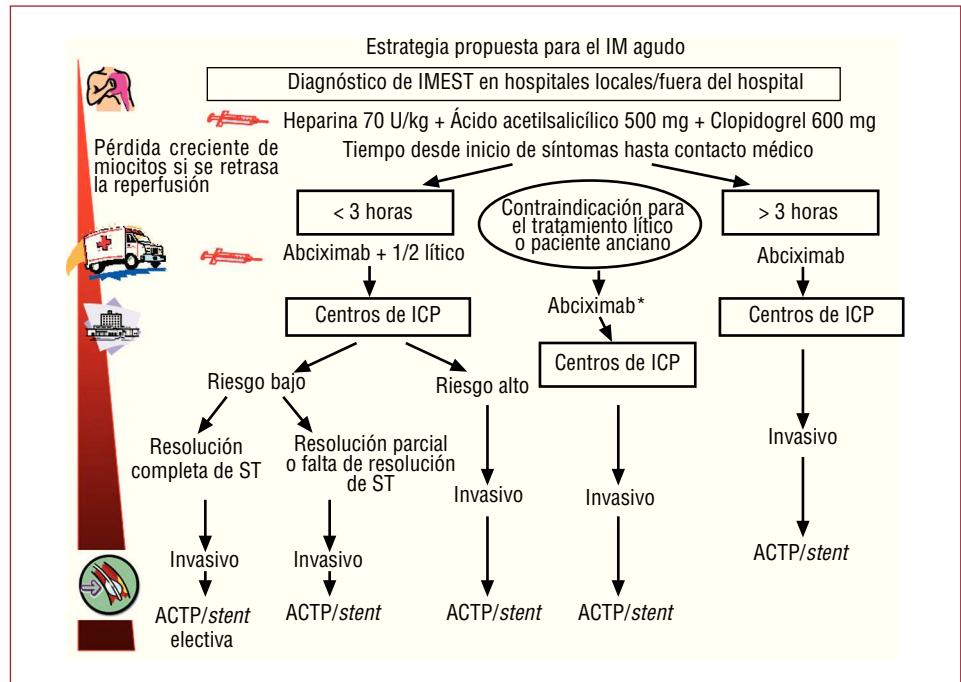 Estrategia propuesta para el IM agudo
Diagnóstico de IMEST en hospitales locales/fuera del hospital
Heparina 70 U/kg + Ácido acetilsalicílico 500 mg + Clopidogrel 600 mg
Pérdida creciente de
miocitos si se retrasa
la reperfusión
Tiempo desde inicio de síntomas hasta contacto médico
< 3 horas
Contraindicación para
el tratamiento lítico
o paciente anciano
> 3 horas
Abciximab + 1/2 lítico
Abciximab*
Abciximab
Centros de ICP
Centros de ICP
Centros de ICP
Riesgo bajo
Riesgo alto
Resolución
completa de ST
Resolución parcial
o falta de resolución
de ST
Invasivo
Invasivo
Invasivo
Invasivo
Invasivo
ACTP/stent
electiva
ACTP/stent
ACTP/stent
ACTP/stent
ACTP/stent